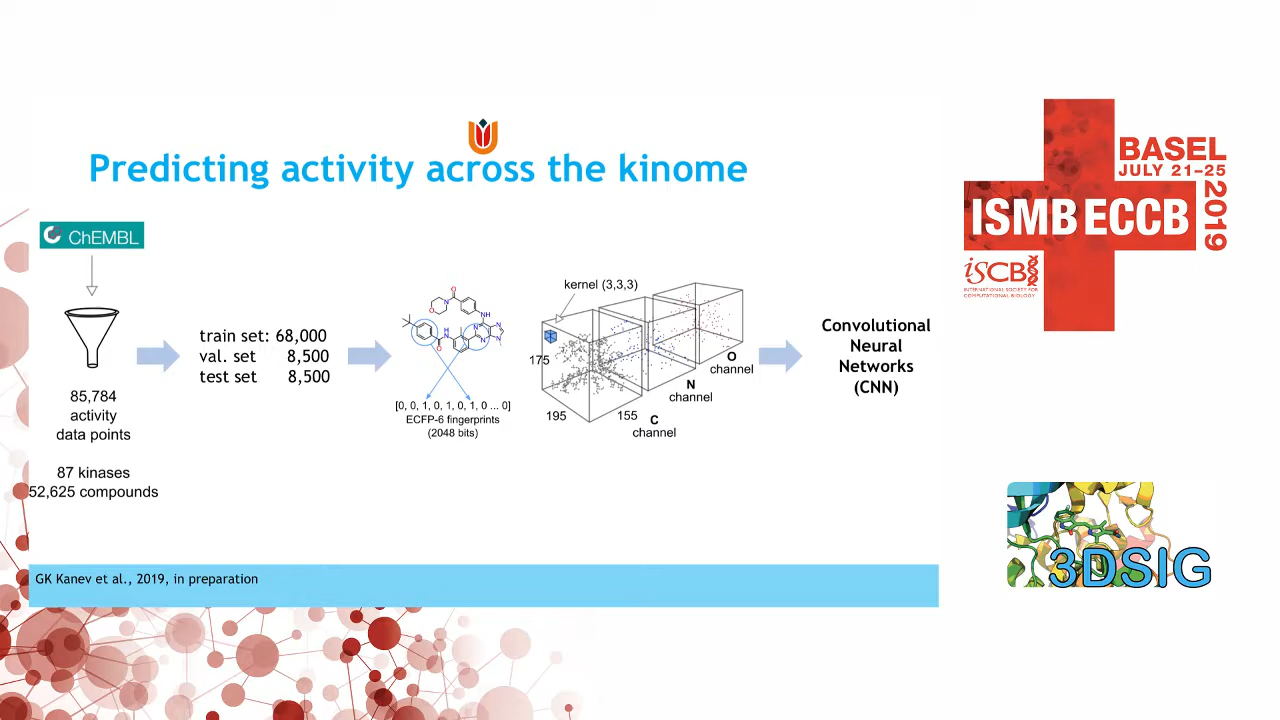 Predicting activity across the kinome
ChEMBL
85,784
activity
data points
87 kinases
52,625 compounds
train set: 68,000
val. set 8,500
test set 8,500
[0, 0, 1, 0, 1, 0, 1, 0 ... 0]
ECFP-6 fingerprints
(2048 bits)
kernel (3,3,3)
175
195
155
C
channel
N
channel
O
channel
Convolutional
Neural
Networks
(CNN)
GK Kanev et al., 2019, in preparation
BASEL
JULY 21–25
2019
ISMB ECCB
iSCB
INTERNATIONAL SOCIETY FOR
COMPUTATIONAL BIOLOGY
3DSIG